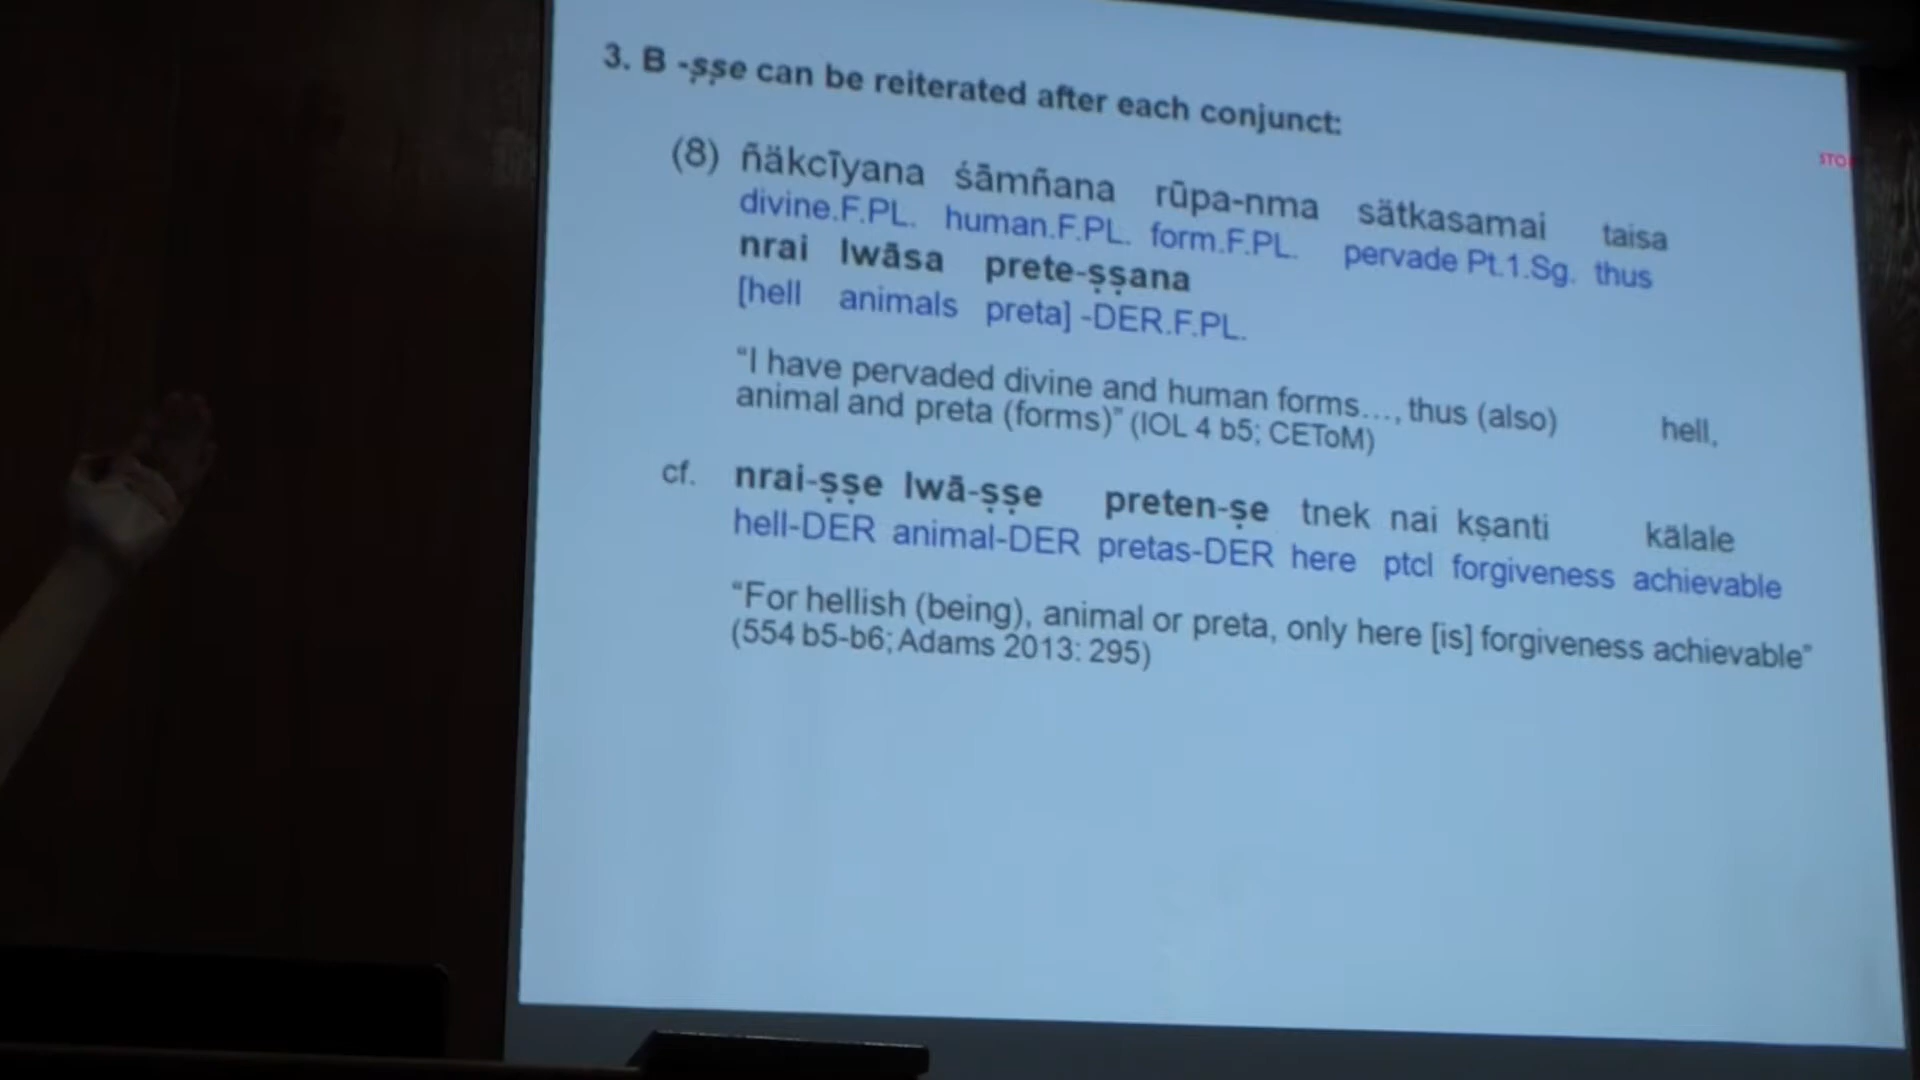 3. B -ṣṣe can be reiterated after each conjunct:
STO
(8) ñäkcīyana śāmñana rūpa-nma sätkasamai taisa
divine.F.PL. human.F.PL. form.F.PL. pervade Pt.1.Sg. thus
nrai lwāsa prete-ṣṣana
[hell animals preta] -DER.F.PL.
“I have pervaded divine and human forms…, thus (also) hell,
animal and preta (forms)” (IOL 4 b5; CEToM)
cf. nrai-ṣṣe lwā-ṣṣe preten-ṣe tnek nai kṣanti kälale
hell-DER animal-DER pretas-DER here ptcl forgiveness achievable
“For hellish (being), animal or preta, only here [is] forgiveness achievable”
(554 b5-b6; Adams 2013: 295)